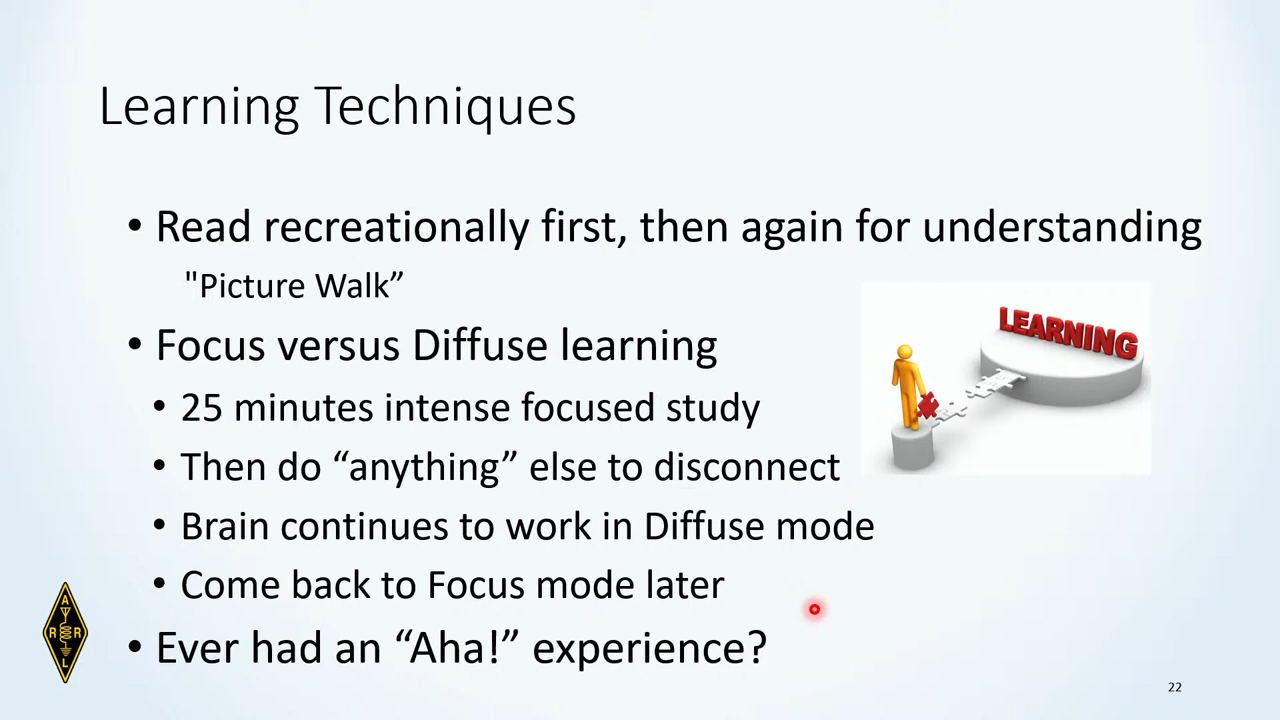 Learning Techniques
• Read recreationally first, then again for understanding
"Picture Walk”
• Focus versus Diffuse learning
• 25 minutes intense focused study
• Then do “anything” else to disconnect
• Brain continues to work in Diffuse mode
• Come back to Focus mode later
• Ever had an “Aha!” experience?
LEARNING
A
R R
L
22